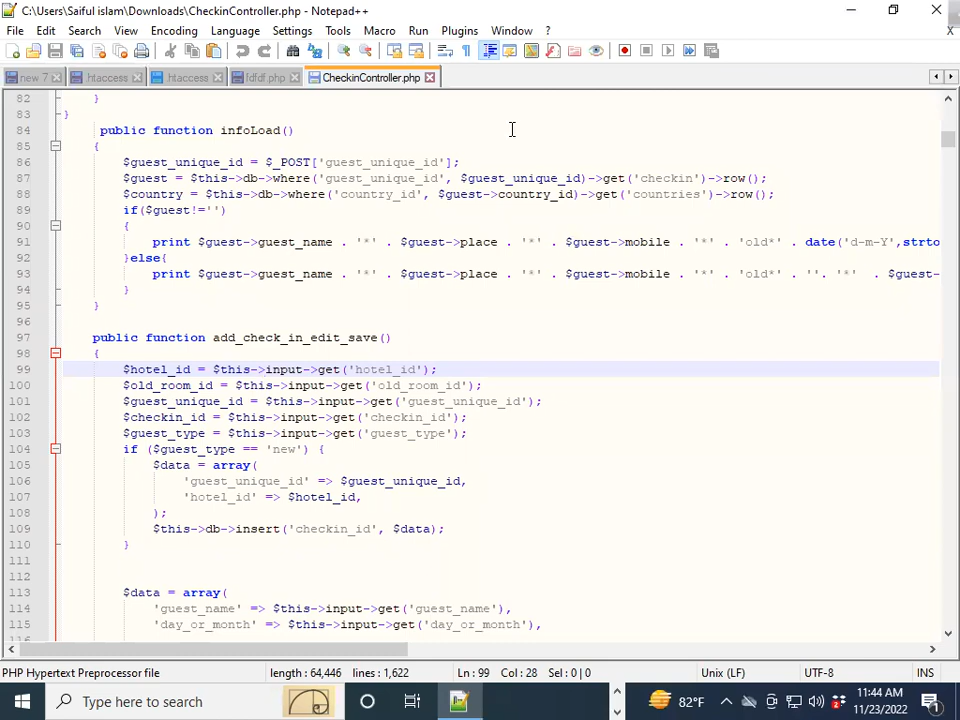 C:\Users\Saiful islam\Downloads\CheckinController.php - Notepad++
File Edit Search View Encoding Language Settings Tools Macro Run Plugins Window ? X
new 7 .htaccess .htaccess fdfdf.php CheckinController.php
82 }
83 }
84 public function infoLoad()
85 {
86 $guest_unique_id = $_POST['guest_unique_id'];
87 $guest = $this->db->where('guest_unique_id', $guest_unique_id)->get('checkin')->row();
88 $country = $this->db->where('country_id', $guest->country_id)->get('countries')->row();
89 if($guest!='')
90 {
91 print $guest->guest_name . '*' . $guest->place . '*' . $guest->mobile . '*' . 'old*' . date('d-m-Y',strto
92 }else{
93 print $guest->guest_name . '*' . $guest->place . '*' . $guest->mobile . '*' . 'old*' . ''. '*' . $guest-
94 }
95 }
96
97 public function add_check_in_edit_save()
98 {
99 $hotel_id = $this->input->get('hotel_id');
100 $old_room_id = $this->input->get('old_room_id');
101 $guest_unique_id = $this->input->get('guest_unique_id');
102 $checkin_id = $this->input->get('checkin_id');
103 $guest_type = $this->input->get('guest_type');
104 if ($guest_type == 'new') {
105 $data = array(
106 'guest_unique_id' => $guest_unique_id,
107 'hotel_id' => $hotel_id,
108 );
109 $this->db->insert('checkin_id', $data);
110 }
111
112
113 $data = array(
114 'guest_name' => $this->input->get('guest_name'),
115 'day_or_month' => $this->input->get('day_or_month'),
PHP Hypertext Preprocessor file length : 64,446 lines : 1,622 Ln : 99 Col : 28 Sel : 0 | 0 Unix (LF) UTF-8 INS
Type here to search 82°F 11:44 AM
11/23/2022 1